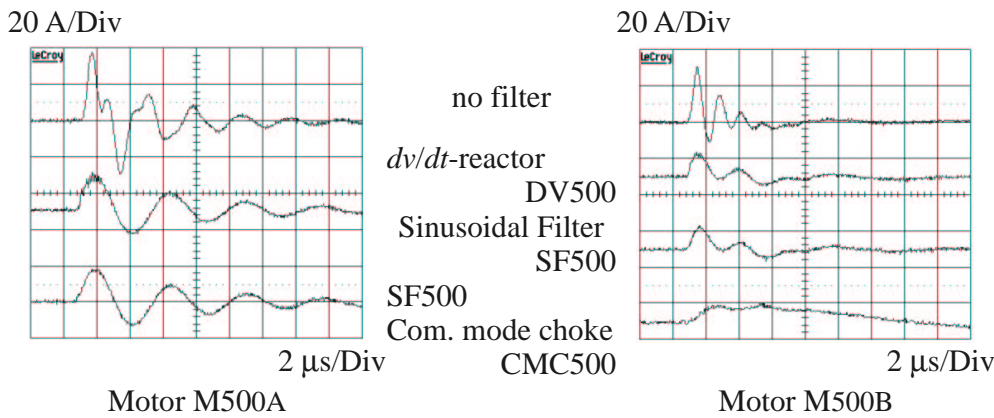 20 A/Div
20 A/Div
LeCroy
LeCroy
no filter
dv/dt-reactor
DV500
Sinusoidal Filter
SF500
SF500
Com. mode choke
CMC500
2 µs/Div
2 µs/Div
Motor M500A
Motor M500B